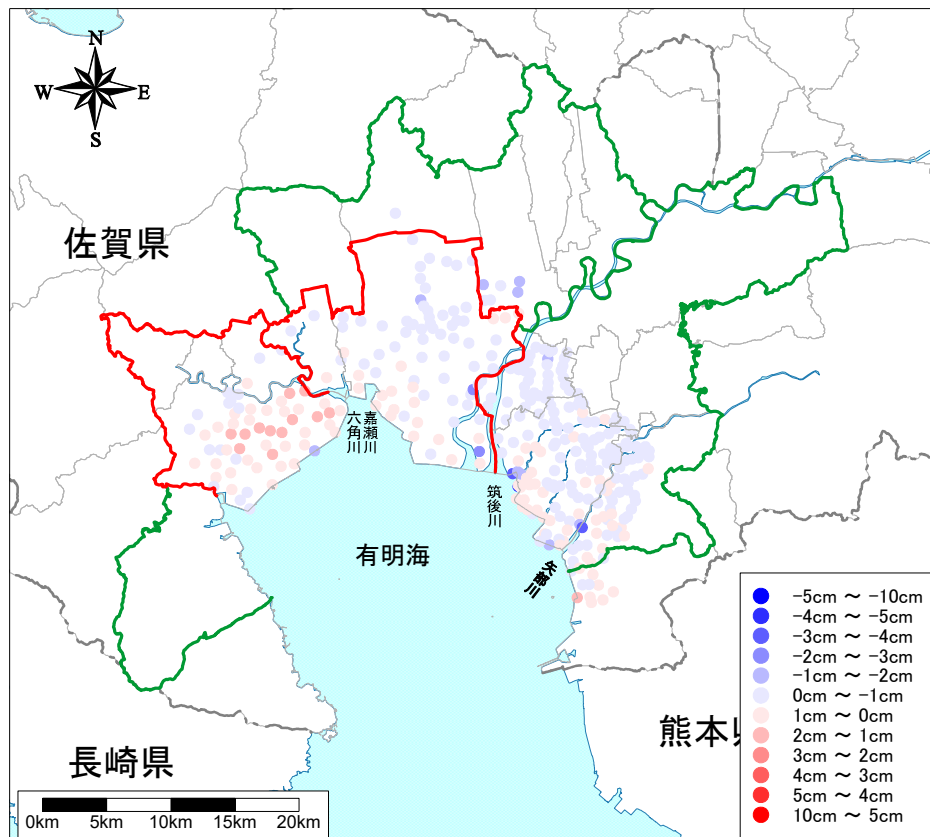 N
W E
S
佐賀県
六角川
嘉瀬川
筑後川
有明海
矢部川
長崎県
熊本県
-5cm ~ -10cm
-4cm ~ -5cm
-3cm ~ -4cm
-2cm ~ -3cm
-1cm ~ -2cm
0cm ~ -1cm
1cm ~ 0cm
2cm ~ 1cm
3cm ~ 2cm
4cm ~ 3cm
5cm ~ 4cm
10cm ~ 5cm
0km 5km 10km 15km 20km